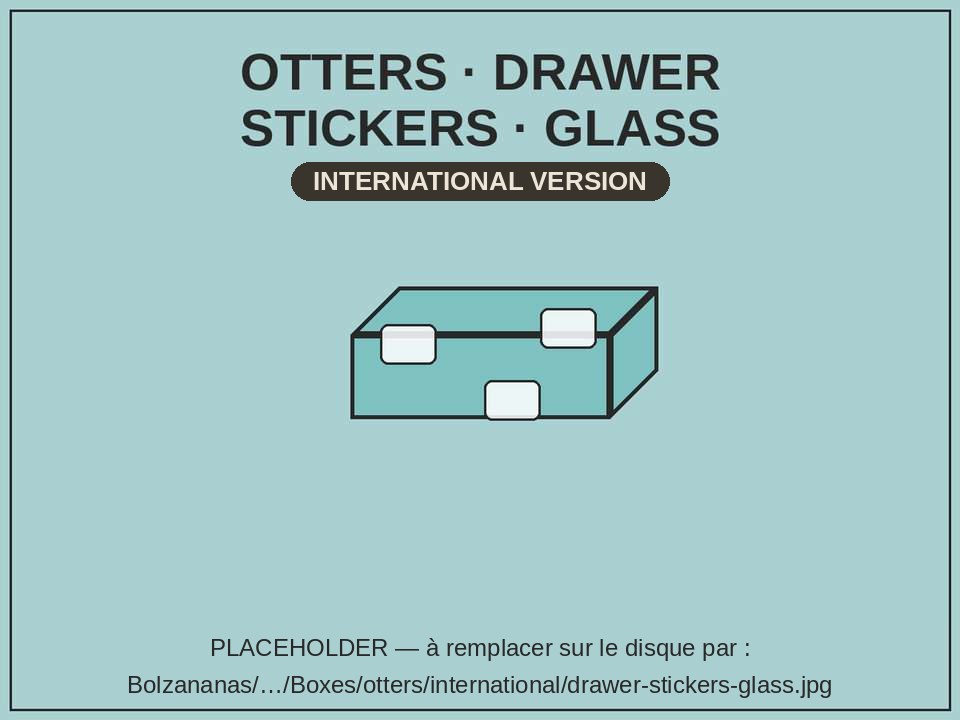 OTTERS · DRAWER
STICKERS · GLASS
INTERNATIONAL VERSION
PLACEHOLDER — à remplacer sur le disque par :
Bolzananas/…/Boxes/otters/international/drawer-stickers-glass.jpg